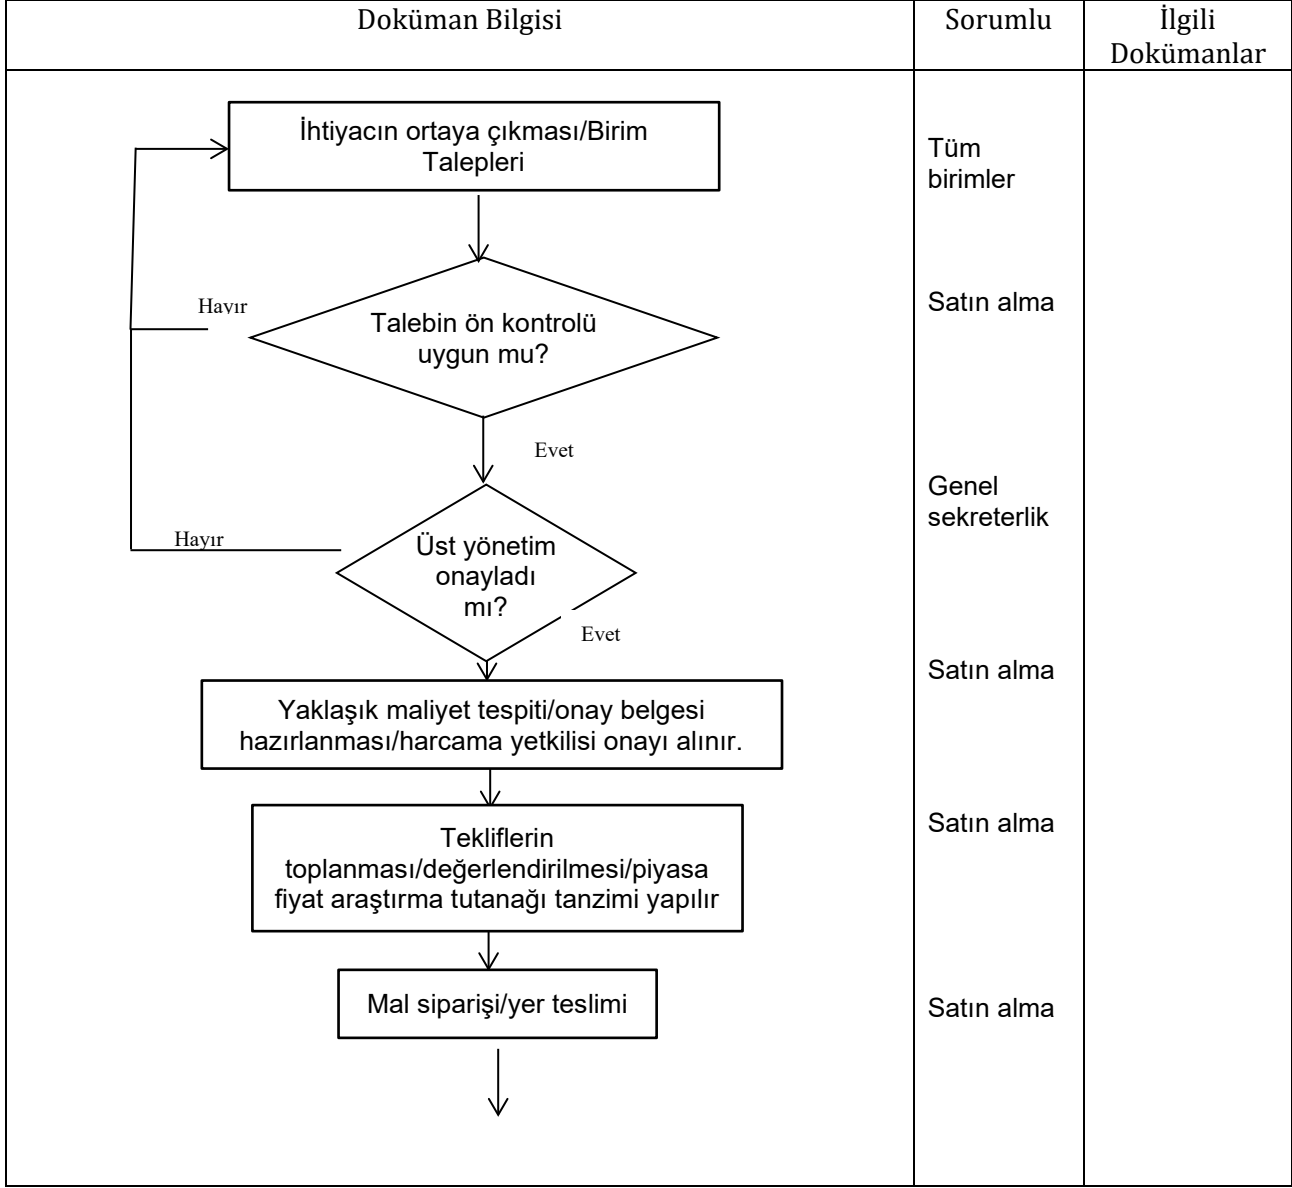 Doküman Bilgisi
Sorumlu
İlgili
Dokümanlar
İhtiyacın ortaya çıkması/Birim
Talepleri
Tüm
birimler
Hayır
Talebin ön kontrolü
uygun mu?
Satın alma
Evet
Genel
sekreterlik
Hayır
Üst yönetim
onayladı
mı?
Evet
Satın alma
Yaklaşık maliyet tespiti/onay belgesi
hazırlanması/harcama yetkilisi onayı alınır.
Satın alma
Tekliflerin
toplanması/değerlendirilmesi/piyasa
fiyat araştırma tutanağı tanzimi yapılır
Mal siparişi/yer teslimi
Satın alma